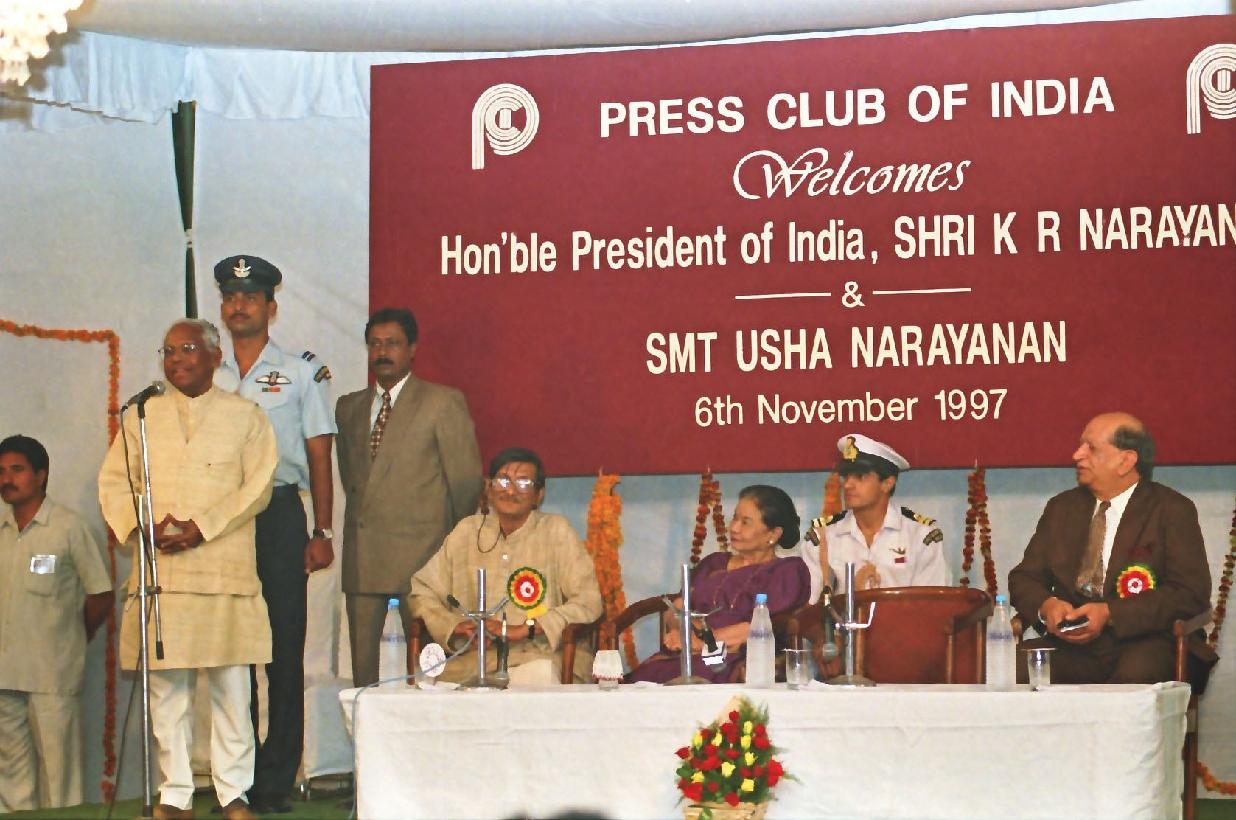 PRESS CLUB OF INDIA
Welcomes
Hon'ble President of India, SHRI K R NARAYAN
&
SMT USHA NARAYANAN
6th November 1997